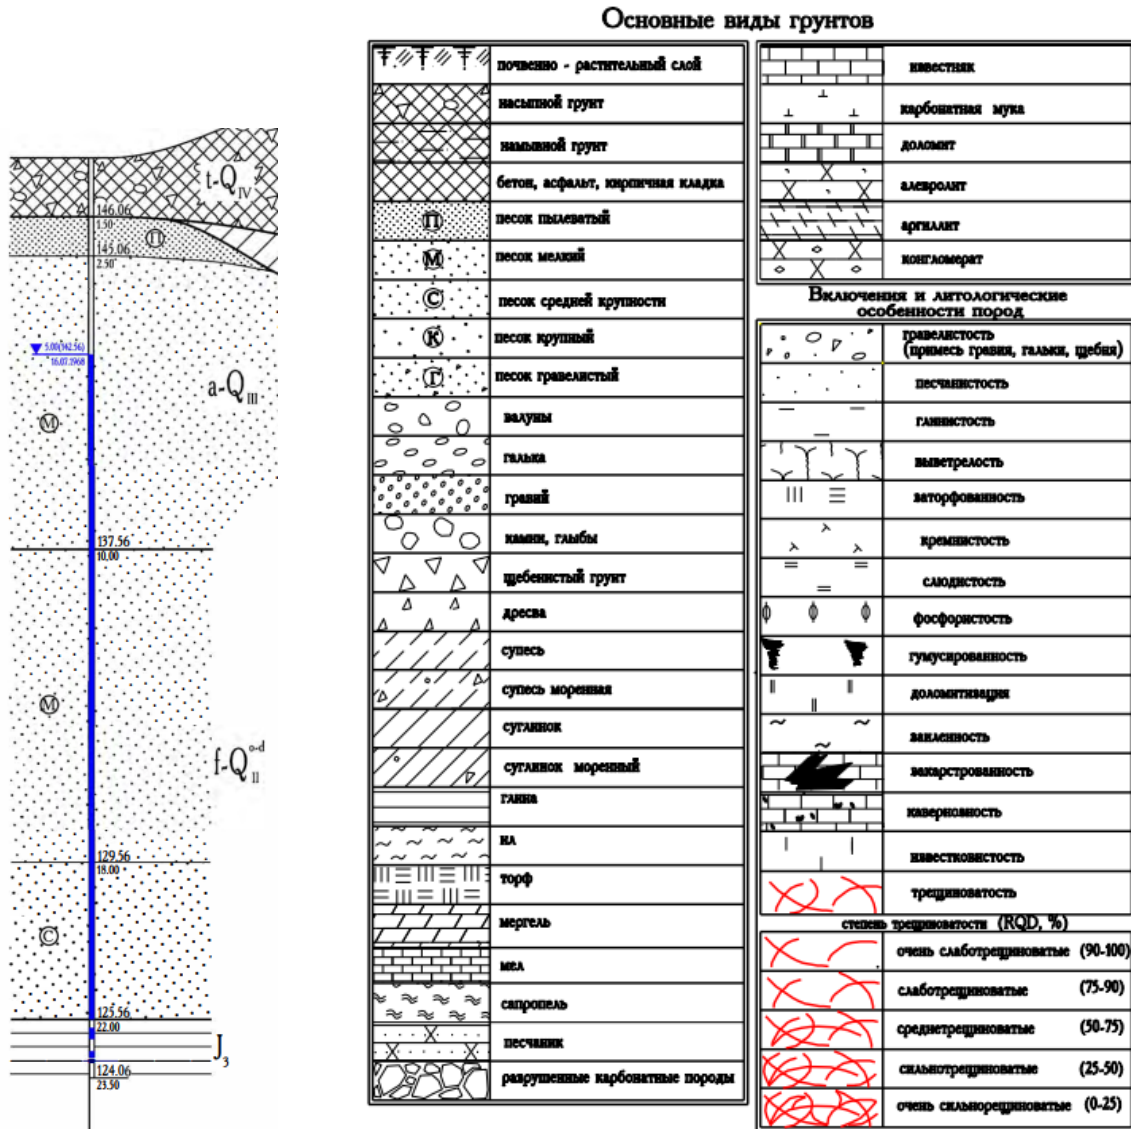 Основные виды грунтов
t-Q IV
146.06
1.50
П
145.06
2.50
5.00(142.56)
16.07.1968
a-Q III
М
137.56
10.00
М
f-Q II o-d
129.56
18.00
С
125.56
22.00
J 3
124.06
23.50
почвенно - растительный слой
насыпной грунт
намывной грунт
бетон, асфальт, кирпичная кладка
П песок пылеватый
М песок мелкий
С песок средней крупности
К песок крупный
Г песок гравелистый
валуны
галька
гравий
камни, глыбы
щебенистый грунт
дресва
супесь
супесь моренная
суглинок
суглинок моренный
глина
ил
торф
мергель
мел
сапропель
песчаник
разрушенные карбонатные породы
известняк
карбонатная мука
доломит
алевролит
аргиллит
конгломерат
Включения и литологические
особенности пород
гравелистость
(примесь гравия, гальки, щебня)
песчанистость
глинистость
выветрелость
заторфованность
кремнистость
слюдистость
фосфористость
гумусированность
доломитизация
заиленность
закарстрованность
кавернозность
известковистость
трещиноватость
степень трещиноватости (RQD, %)
очень слаботрещиноватые (90-100)
слаботрещиноватые (75-90)
среднетрещиноватые (50-75)
сильнотрещиноватые (25-50)
очень сильнорещиноватые (0-25)